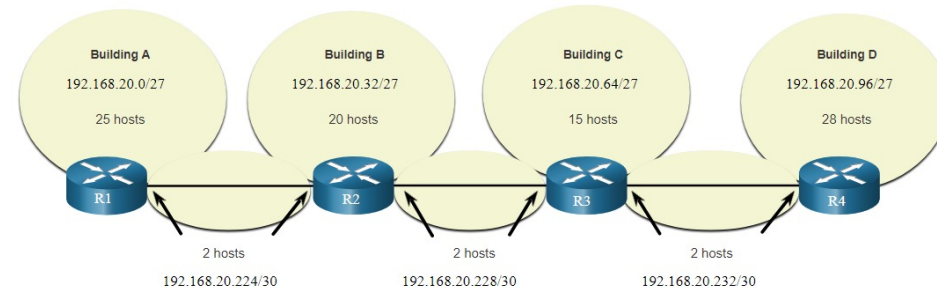 Building A
192.168.20.0/27
25 hosts
Building B
192.168.20.32/27
20 hosts
Building C
192.168.20.64/27
15 hosts
Building D
192.168.20.96/27
28 hosts
R1
R2
R3
R4
2 hosts
192.168.20.224/30
2 hosts
192.168.20.228/30
2 hosts
192.168.20.232/30